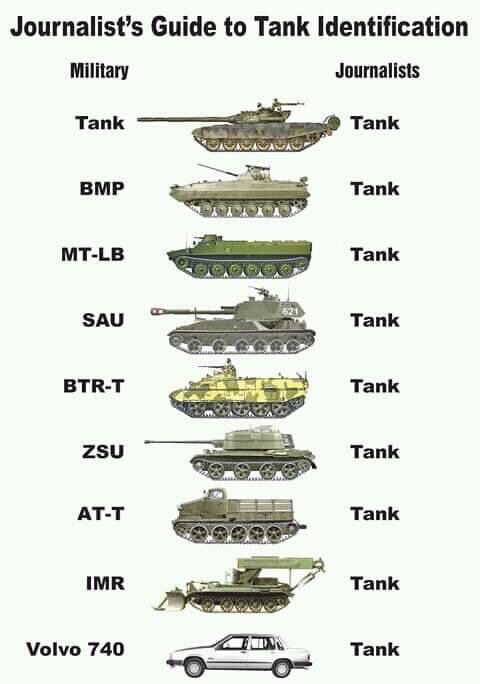 Journalist's Guide to Tank Identification
Military Journalists
Tank Tank
BMP Tank
MT-LB Tank
SAU 621 Tank
BTR-T Tank
ZSU Tank
AT-T Tank
IMR Tank
Volvo 740 Tank